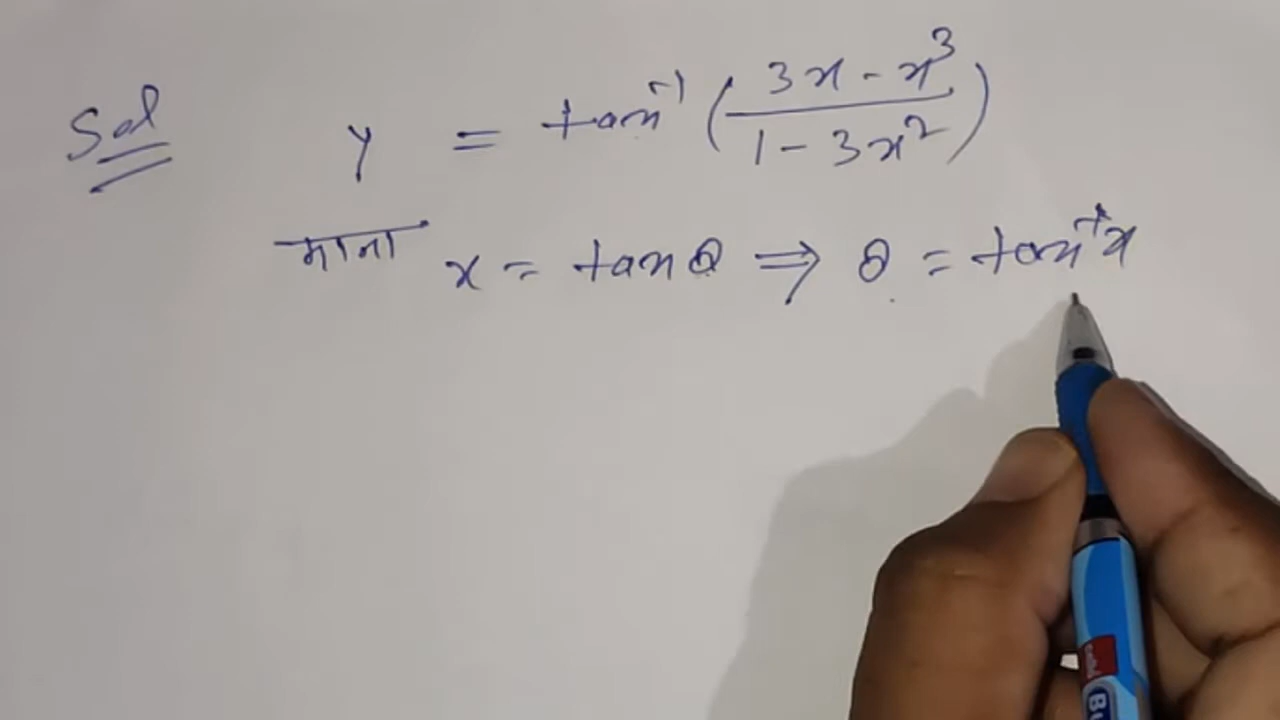 Sol y = tan⁻¹ (3x - x³ / 1 - 3x²)
माना x = tanθ ⇒ θ = tan⁻¹x